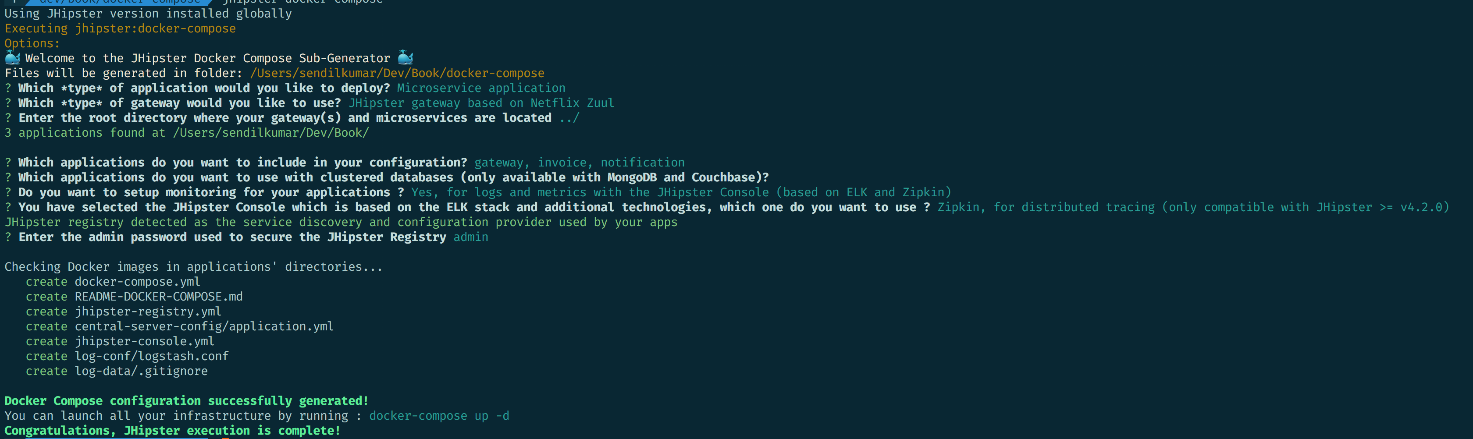 dev/Book/docker-compose jhipster docker-compose
Using JHipster version installed globally
Executing jhipster:docker-compose
Options:
Welcome to the JHipster Docker Compose Sub-Generator
Files will be generated in folder: /Users/sendilkumar/Dev/Book/docker-compose
? Which *type* of application would you like to deploy? Microservice application
? Which *type* of gateway would you like to use? JHipster gateway based on Netflix Zuul
? Enter the root directory where your gateway(s) and microservices are located ../
3 applications found at /Users/sendilkumar/Dev/Book/
? Which applications do you want to include in your configuration? gateway, invoice, notification
? Which applications do you want to use with clustered databases (only available with MongoDB and Couchbase)?
? Do you want to setup monitoring for your applications ? Yes, for logs and metrics with the JHipster Console (based on ELK and Zipkin)
? You have selected the JHipster Console which is based on the ELK stack and additional technologies, which one do you want to use ? Zipkin, for distributed tracing (only compatible with JHipster >= v4.2.0)
JHipster registry detected as the service discovery and configuration provider used by your apps
? Enter the admin password used to secure the JHipster Registry admin
Checking Docker images in applications' directories...
create docker-compose.yml
create README-DOCKER-COMPOSE.md
create jhipster-registry.yml
create central-server-config/application.yml
create jhipster-console.yml
create log-conf/logstash.conf
create log-data/.gitignore
Docker Compose configuration successfully generated!
You can launch all your infrastructure by running : docker-compose up -d
Congratulations, JHipster execution is complete!